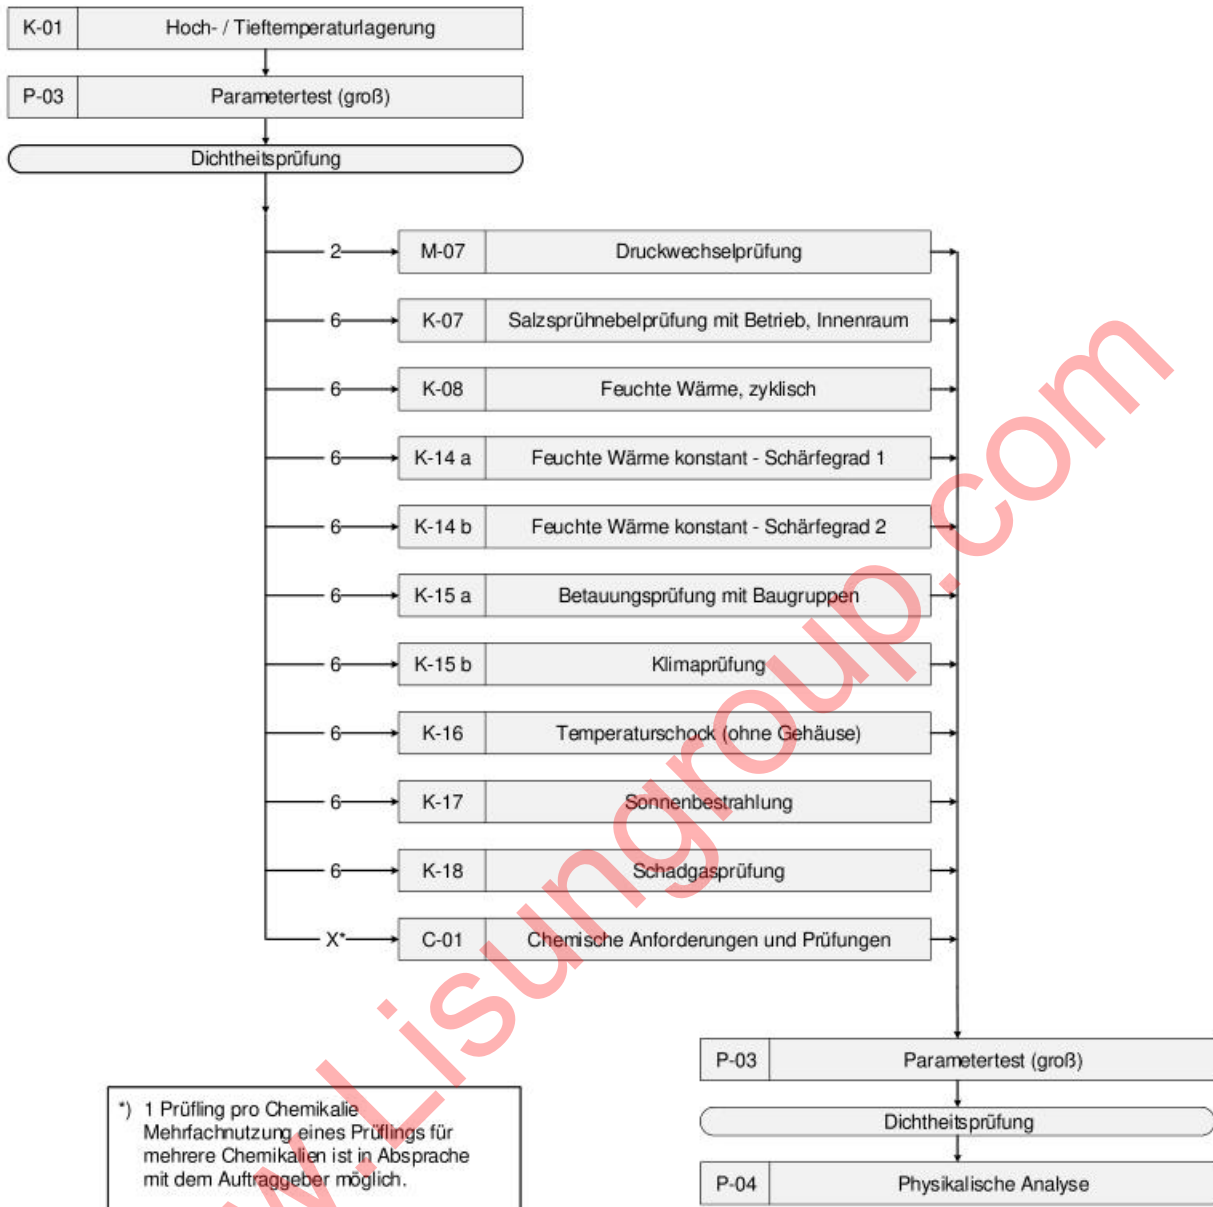 K-01 Hoch- / Tieftemperaturlagerung
P-03 Parametertest (groß)
Dichtheitsprüfung
2 M-07 Druckwechselprüfung
6 K-07 Salzsprühnebelprüfung mit Betrieb, Innenraum
6 K-08 Feuchte Wärme, zyklisch
6 K-14 a Feuchte Wärme konstant - Schärfegrad 1
6 K-14 b Feuchte Wärme konstant - Schärfegrad 2
6 K-15 a Betauungsprüfung mit Baugruppen
6 K-15 b Klimaprüfung
6 K-16 Temperaturschock (ohne Gehäuse)
6 K-17 Sonnenbestrahlung
6 K-18 Schadgasprüfung
X* C-01 Chemische Anforderungen und Prüfungen
P-03 Parametertest (groß)
Dichtheitsprüfung
P-04 Physikalische Analyse
*) 1 Prüfling pro Chemikalie
Mehrfachnutzung eines Prüflings für
mehrere Chemikalien ist in Absprache
mit dem Auftraggeber möglich.
w.Lisungroup.com